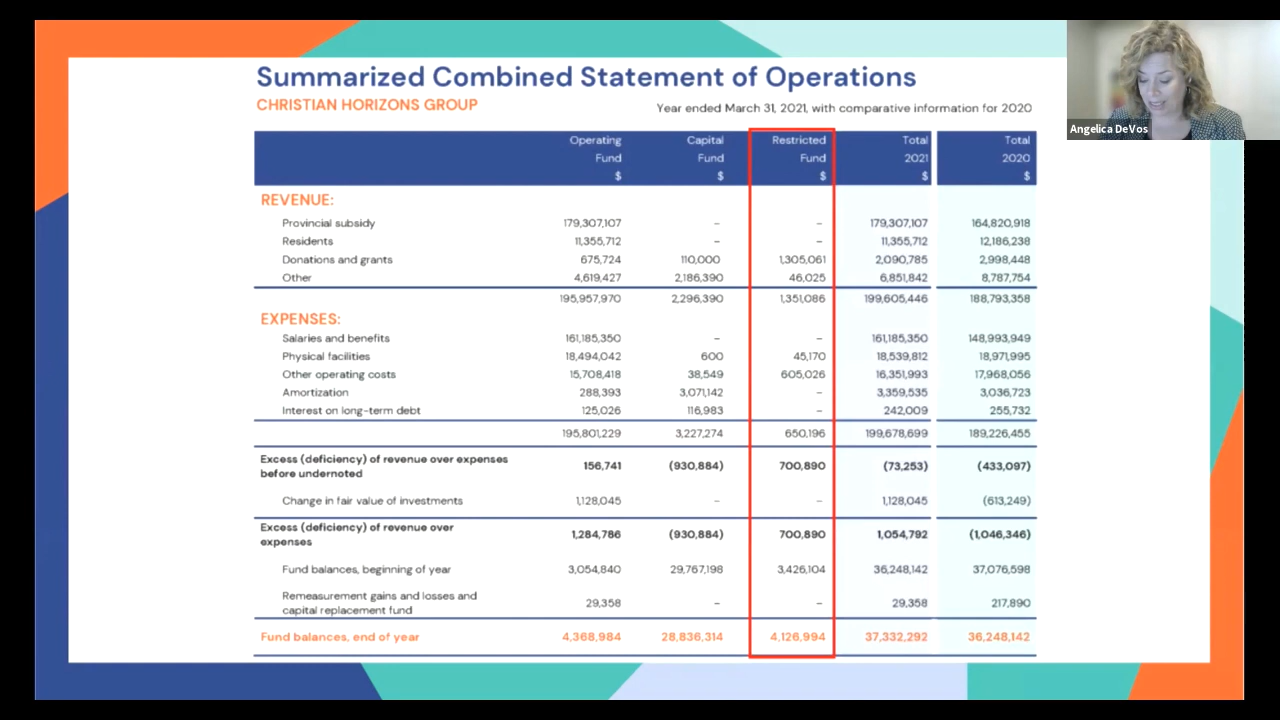 Summarized Combined Statement of Operations
CHRISTIAN HORIZONS GROUP
Year ended March 31, 2021, with comparative information for 2020
Angelica DeVos
Operating Fund $ Capital Fund $ Restricted Fund $ Total 2021 $ Total 2020 $
REVENUE:
Provincial subsidy 179,307,107 – – 179,307,107 164,820,918
Residents 11,355,712 – – 11,355,712 12,186,238
Donations and grants 675,724 110,000 1,305,061 2,090,785 2,998,448
Other 4,619,427 2,186,390 46,025 6,851,842 8,787,754
195,957,970 2,296,390 1,351,086 199,605,446 188,793,358
EXPENSES:
Salaries and benefits 161,185,350 – – 161,185,350 148,993,949
Physical facilities 18,494,042 600 45,170 18,539,812 18,971,995
Other operating costs 15,708,418 38,549 605,026 16,351,993 17,968,056
Amortization 288,393 3,071,142 – 3,359,535 3,036,723
Interest on long-term debt 125,026 116,983 – 242,009 255,732
195,801,229 3,227,274 650,196 199,678,699 189,226,455
Excess (deficiency) of revenue over expenses
before undernoted 156,741 (930,884) 700,890 (73,253) (433,097)
Change in fair value of investments 1,128,045 – – 1,128,045 (613,249)
Excess (deficiency) of revenue over
expenses 1,284,786 (930,884) 700,890 1,054,792 (1,046,346)
Fund balances, beginning of year 3,054,840 29,767,198 3,426,104 36,248,142 37,076,598
Remeasurement gains and losses and
capital replacement fund 29,358 – – 29,358 217,890
Fund balances, end of year 4,368,984 28,836,314 4,126,994 37,332,292 36,248,142